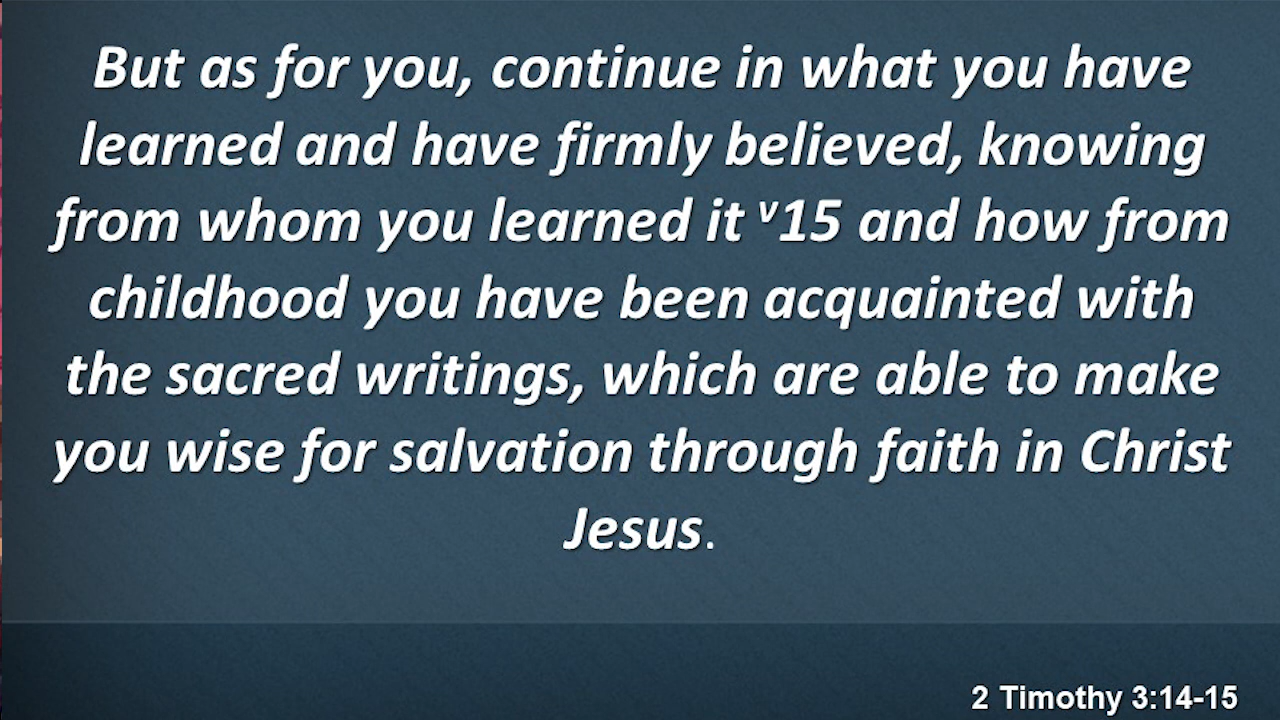 But as for you, continue in what you have
learned and have firmly believed, knowing
from whom you learned it v15 and how from
childhood you have been acquainted with
the sacred writings, which are able to make
you wise for salvation through faith in Christ
Jesus.
2 Timothy 3:14-15